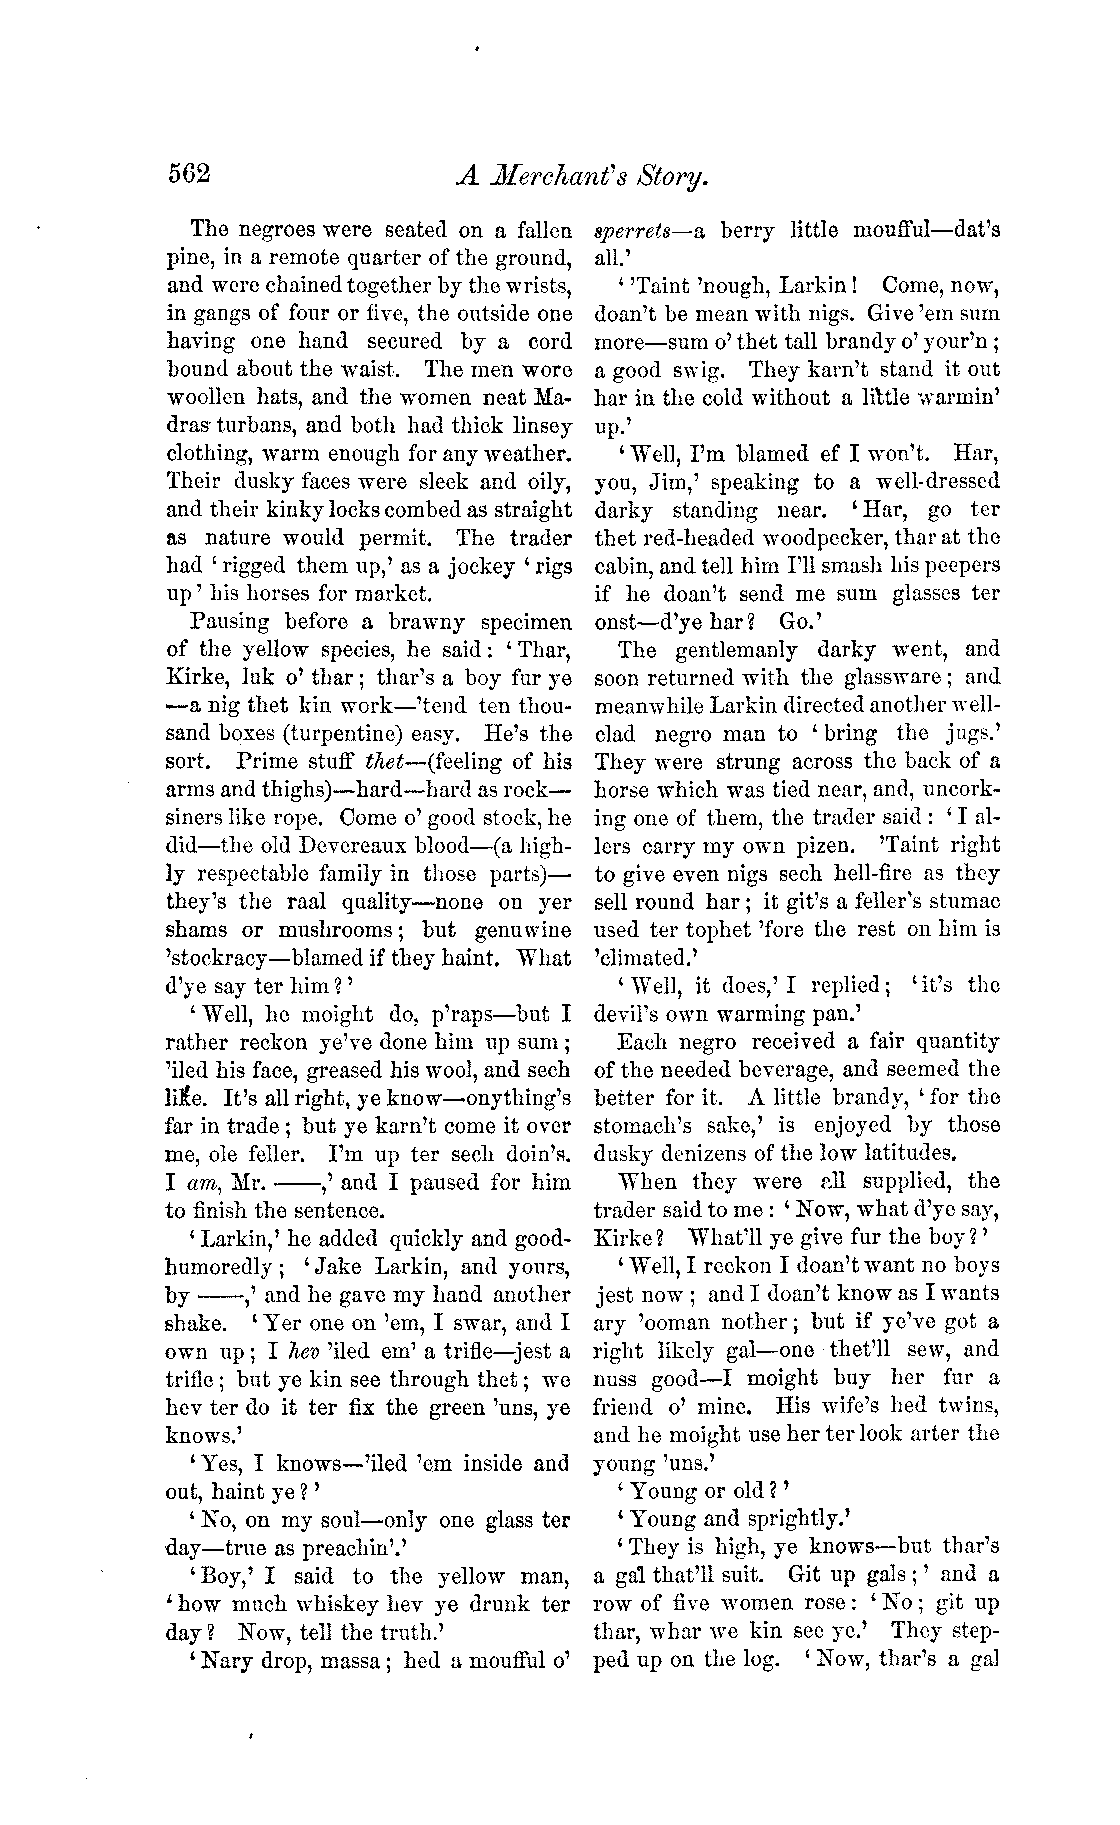 562
A Merchant's Story.
The negroes were seated on a fallen
pine, in a remote quarter of the ground,
and were chained together by the wrists,
in gangs of four or five, the outside one
having one hand secured by a cord
bound about the waist. The men wore
woollen hats, and the women neat Ma-
dras turbans, and both had thick linsey
clothing, warm enough for any weather.
Their dusky faces were sleek and oily,
and their kinky locks combed as straight
as nature would permit. The trader
had ‘rigged them up,’ as a jockey ‘rigs
up’ his horses for market.
Pausing before a brawny specimen
of the yellow species, he said: ‘Thar,
Kirke, luk o' thar; thar's a boy fur ye
—a nig thet kin work—'tend ten thou-
sand boxes (turpentine) easy. He's the
sort. Prime stuff thet—(feeling of his
arms and thighs)—hard—hard as rock—
siners like rope. Come o' good stock, he
did—the old Devereaux blood—(a high-
ly respectable family in those parts)—
they's the raal quality—none on yer
shams or mushrooms; but genuwine
'stockracy—blamed if they haint. What
d'ye say ter him?’
‘Well, he moight do, p'raps—but I
rather reckon ye've done him up sum;
'iled his face, greased his wool, and sech
like. It's all right, ye know—onything's
far in trade; but ye karn't come it over
me, ole feller. I'm up ter sech doin's.
I am, Mr. ——,’ and I paused for him
to finish the sentence.
‘Larkin,’ he added quickly and good-
humoredly; ‘Jake Larkin, and yours,
by ——,’ and he gave my hand another
shake. ‘Yer one on 'em, I swar, and I
own up; I hev 'iled em' a trifle—jest a
trifle; but ye kin see through thet; we
hev ter do it ter fix the green 'uns, ye
knows.’
‘Yes, I knows—'iled 'em inside and
out, haint ye?’
‘No, on my soul—only one glass ter
day—true as preachin'.’
‘Boy,’ I said to the yellow man,
‘how much whiskey hev ye drunk ter
day? Now, tell the truth.’
‘Nary drop, massa; hed a moufful o'
sperrets—a berry little moufful—dat's
all.’
‘'Taint 'nough, Larkin! Come, now,
doan't be mean with nigs. Give 'em sum
more—sum o' thet tall brandy o' your'n;
a good swig. They karn't stand it out
har in the cold without a little warmin'
up.’
‘Well, I'm blamed ef I won't. Har,
you, Jim,’ speaking to a well-dressed
darky standing near. ‘Har, go ter
thet red-headed woodpecker, thar at the
cabin, and tell him I'll smash his peepers
if he doan't send me sum glasses ter
onst—d'ye har? Go.’
The gentlemanly darky went, and
soon returned with the glassware; and
meanwhile Larkin directed another well-
clad negro man to ‘bring the jugs.’
They were strung across the back of a
horse which was tied near, and, uncork-
ing one of them, the trader said: ‘I al-
lers carry my own pizen. 'Taint right
to give even nigs sech hell-fire as they
sell round har; it git's a feller's stumac
used ter tophet 'fore the rest on him is
'climated.’
‘Well, it does,’ I replied; ‘it's the
devil's own warming pan.’
Each negro received a fair quantity
of the needed beverage, and seemed the
better for it. A little brandy, ‘for the
stomach's sake,’ is enjoyed by those
dusky denizens of the low latitudes.
When they were all supplied, the
trader said to me: ‘Now, what d'ye say,
Kirke? What'll ye give fur the boy?’
‘Well, I reckon I doan't want no boys
jest now; and I doan't know as I wants
ary 'ooman nother; but if ye've got a
right likely gal—one thet'll sew, and
nuss good—I moight buy her fur a
friend o' mine. His wife's hed twins,
and he moight use her ter look arter the
young 'uns.’
‘Young or old?’
‘Young and sprightly.’
‘They is high, ye knows—but thar's
a gal that'll suit. Git up gals;’ and a
row of five women rose: ‘No; git up
thar, whar we kin see ye.’ They step-
ped up on the log. ‘Now, thar's a gal